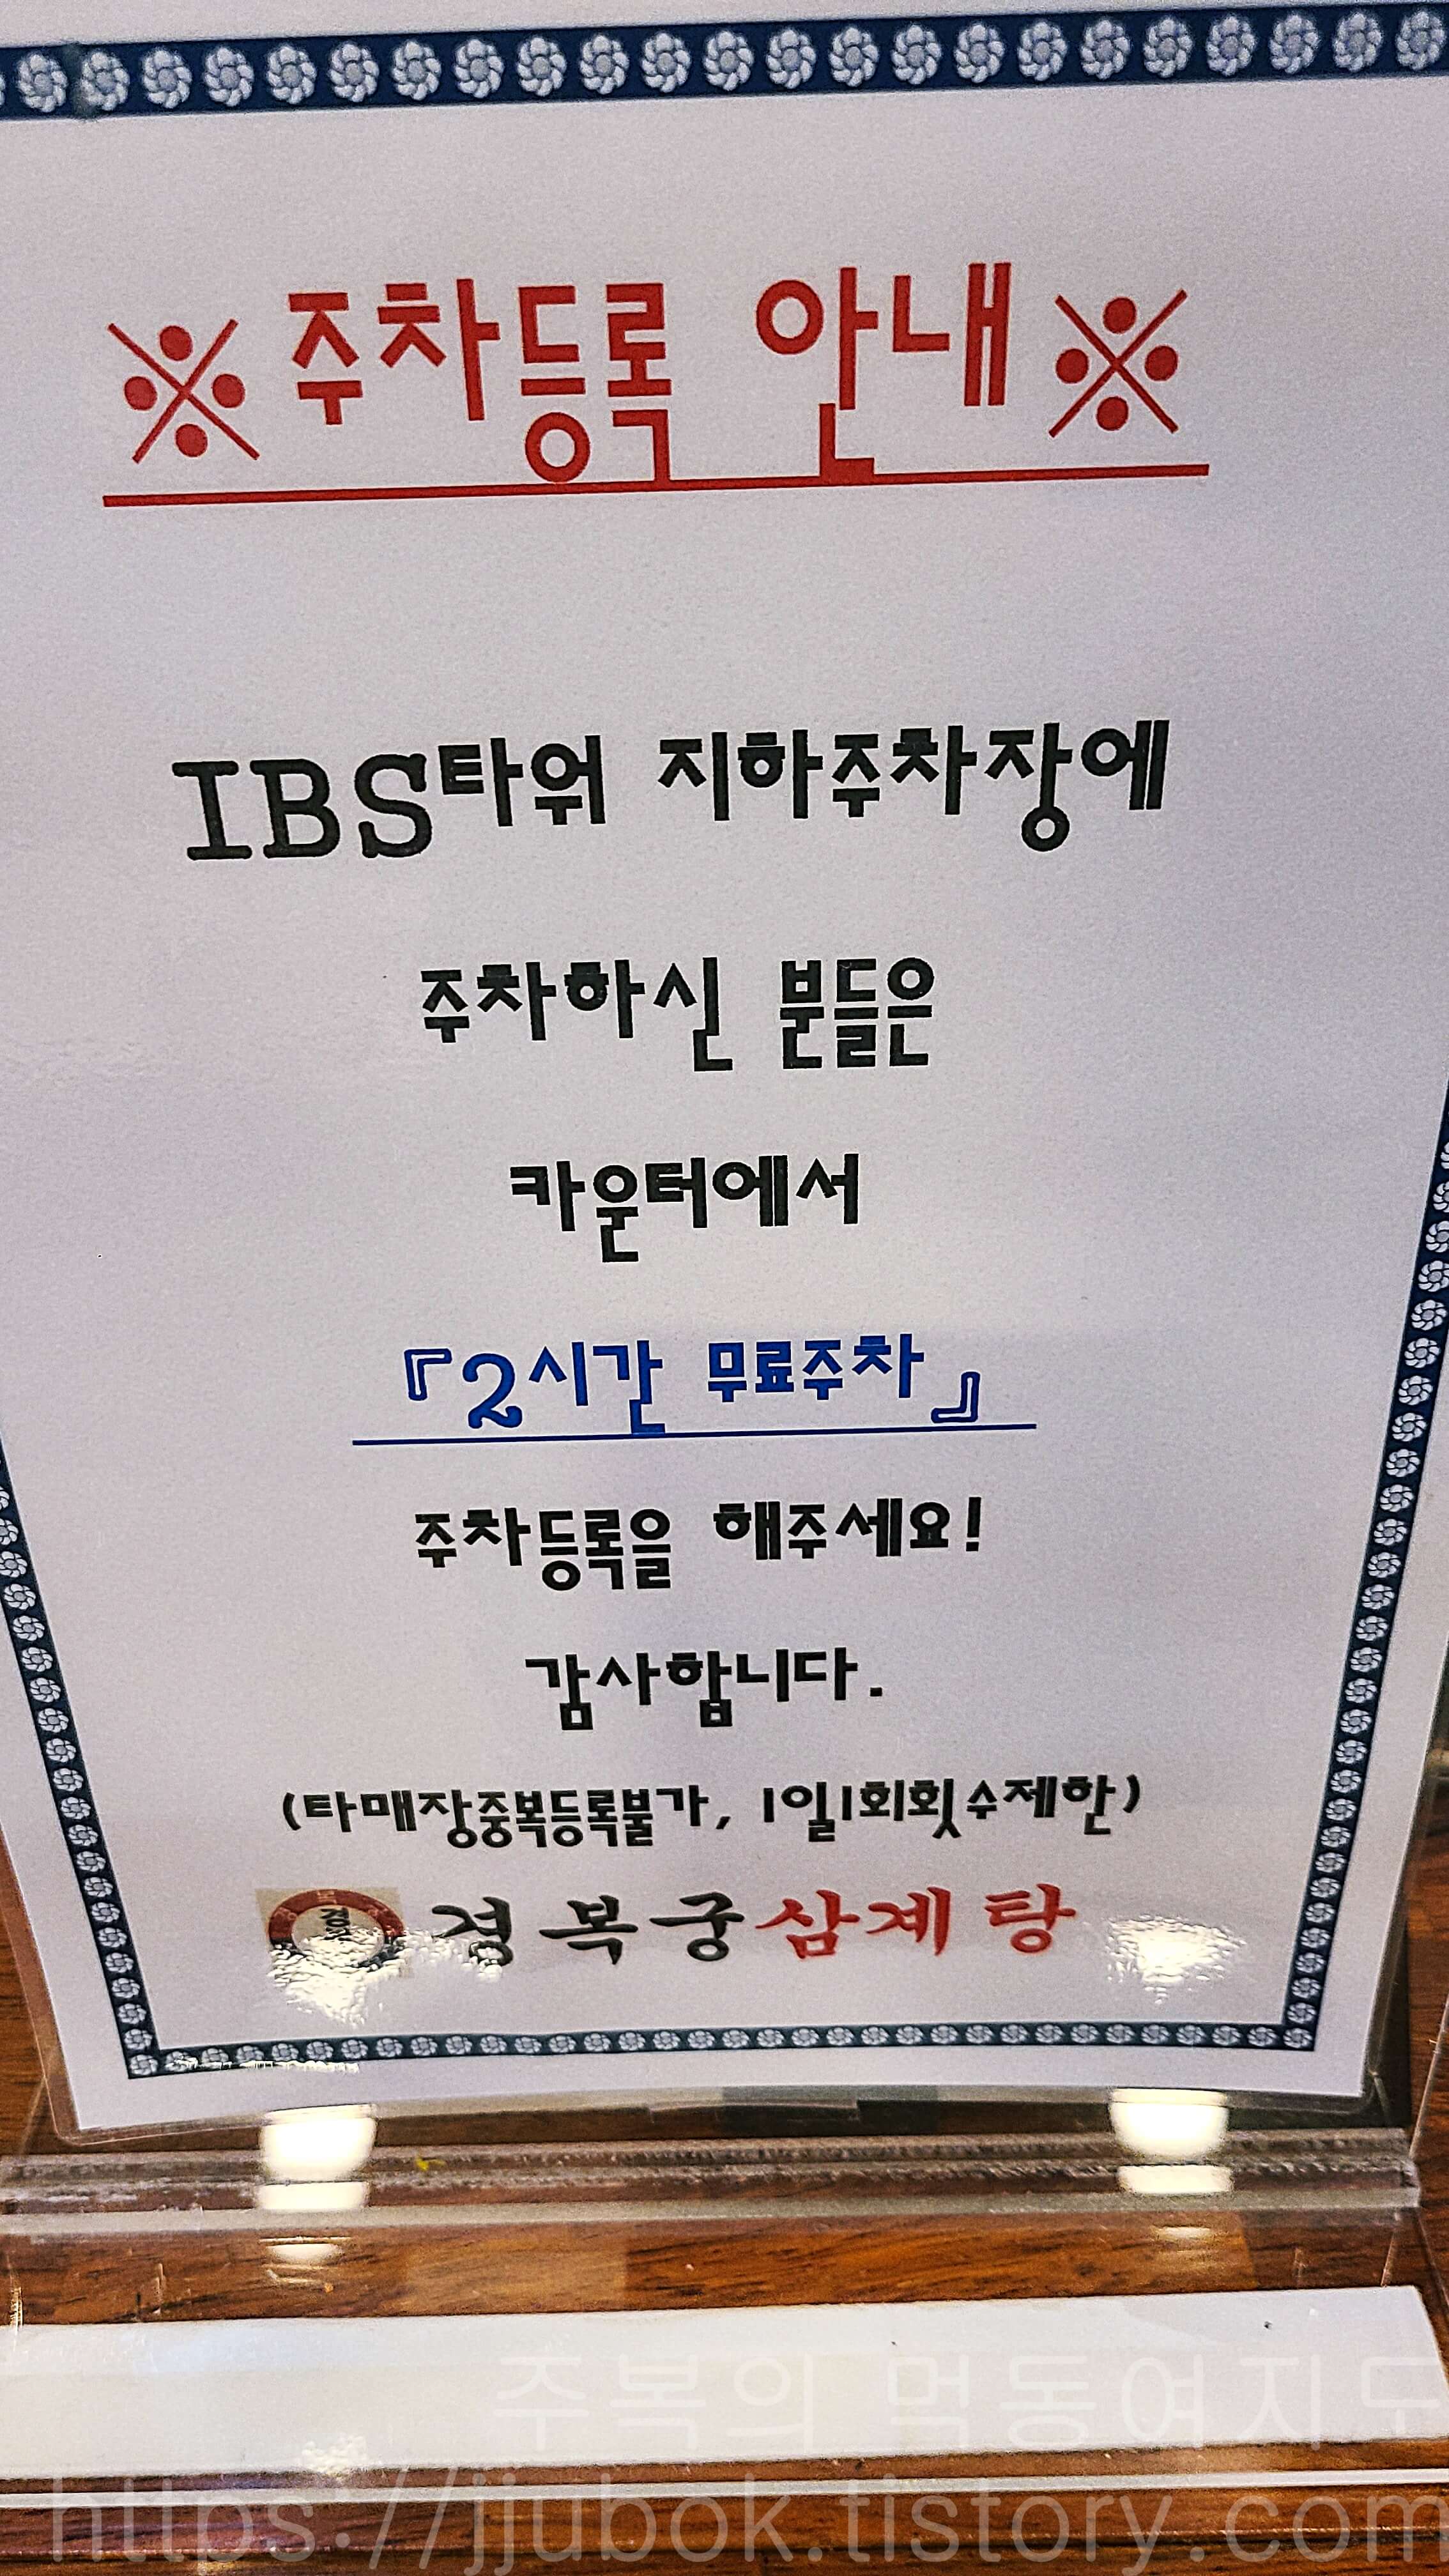 ※주차등록 안내※
IBS타워 지하주차장에
주차하신 분들은
카운터에서
『2시간 무료주차』
주차등록을 해주세요!
감사합니다.
(타매장중복등록불가, 1일1회횟수제한)
경복궁삼계탕
주복의 먹동여지도
https://jjubok.tistory.com